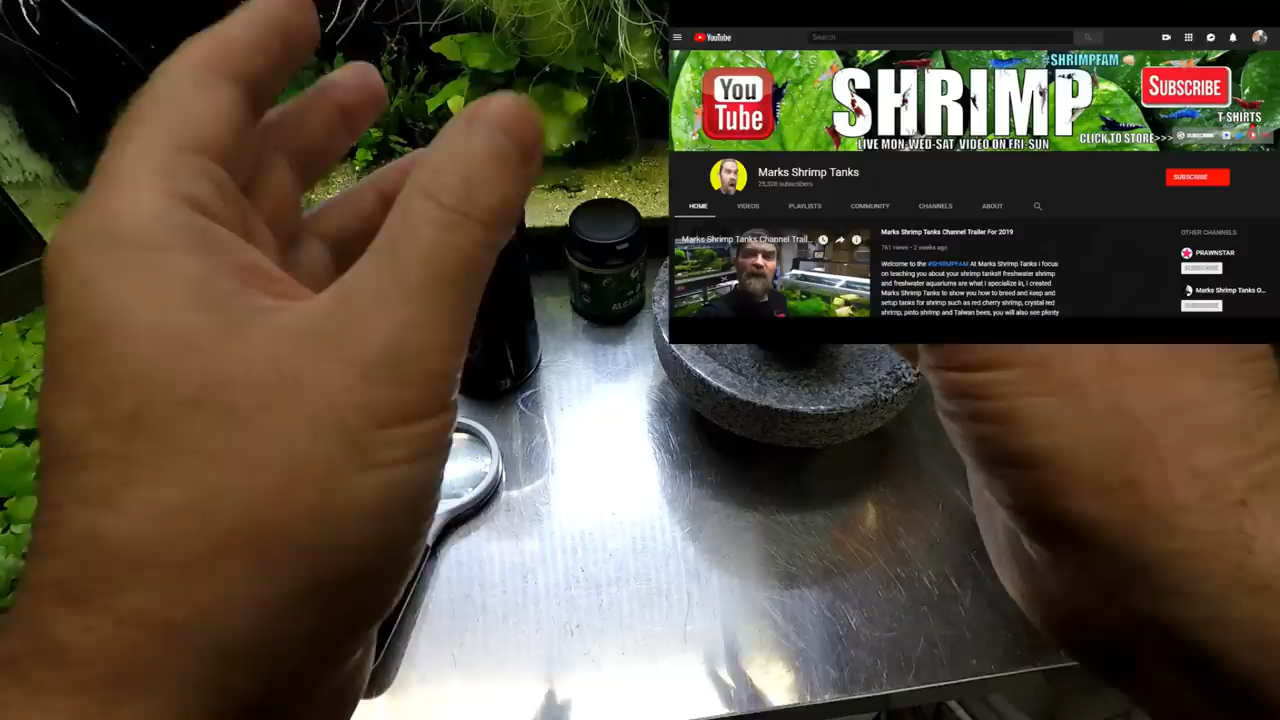 YouTube
Search
#SHRIMPFAM
You
Tube
SHRIMP
SUBSCRIBE
T SHIRTS
CLICK TO STORE>>>
SUBSCRIBE
LIVE MON-WED-SAT VIDEO ON FRI-SUN
Marks Shrimp Tanks
25,328 subscribers
SUBSCRIBE
HOME VIDEOS PLAYLISTS COMMUNITY CHANNELS ABOUT
Marks Shrimp Tanks Channel Trail...
Marks Shrimp Tanks Channel Trailer For 2019
761 views • 2 weeks ago
Welcome to the #SHRIMPFAM At Marks Shrimp Tanks i focus
on teaching you about your shrimp tanks!! freshwater shrimp
and freshwater aquariums are what i specialize in, I created
Marks Shrimp Tanks to show you how to breed and keep and
setup tanks for shrimp such as red cherry shrimp, crystal red
shrimp, pinto shrimp and Taiwan bees, you will also see plenty
OTHER CHANNELS
PRAWNSTAR
SUBSCRIBE
Marks Shrimp Tanks O...
SUBSCRIBE